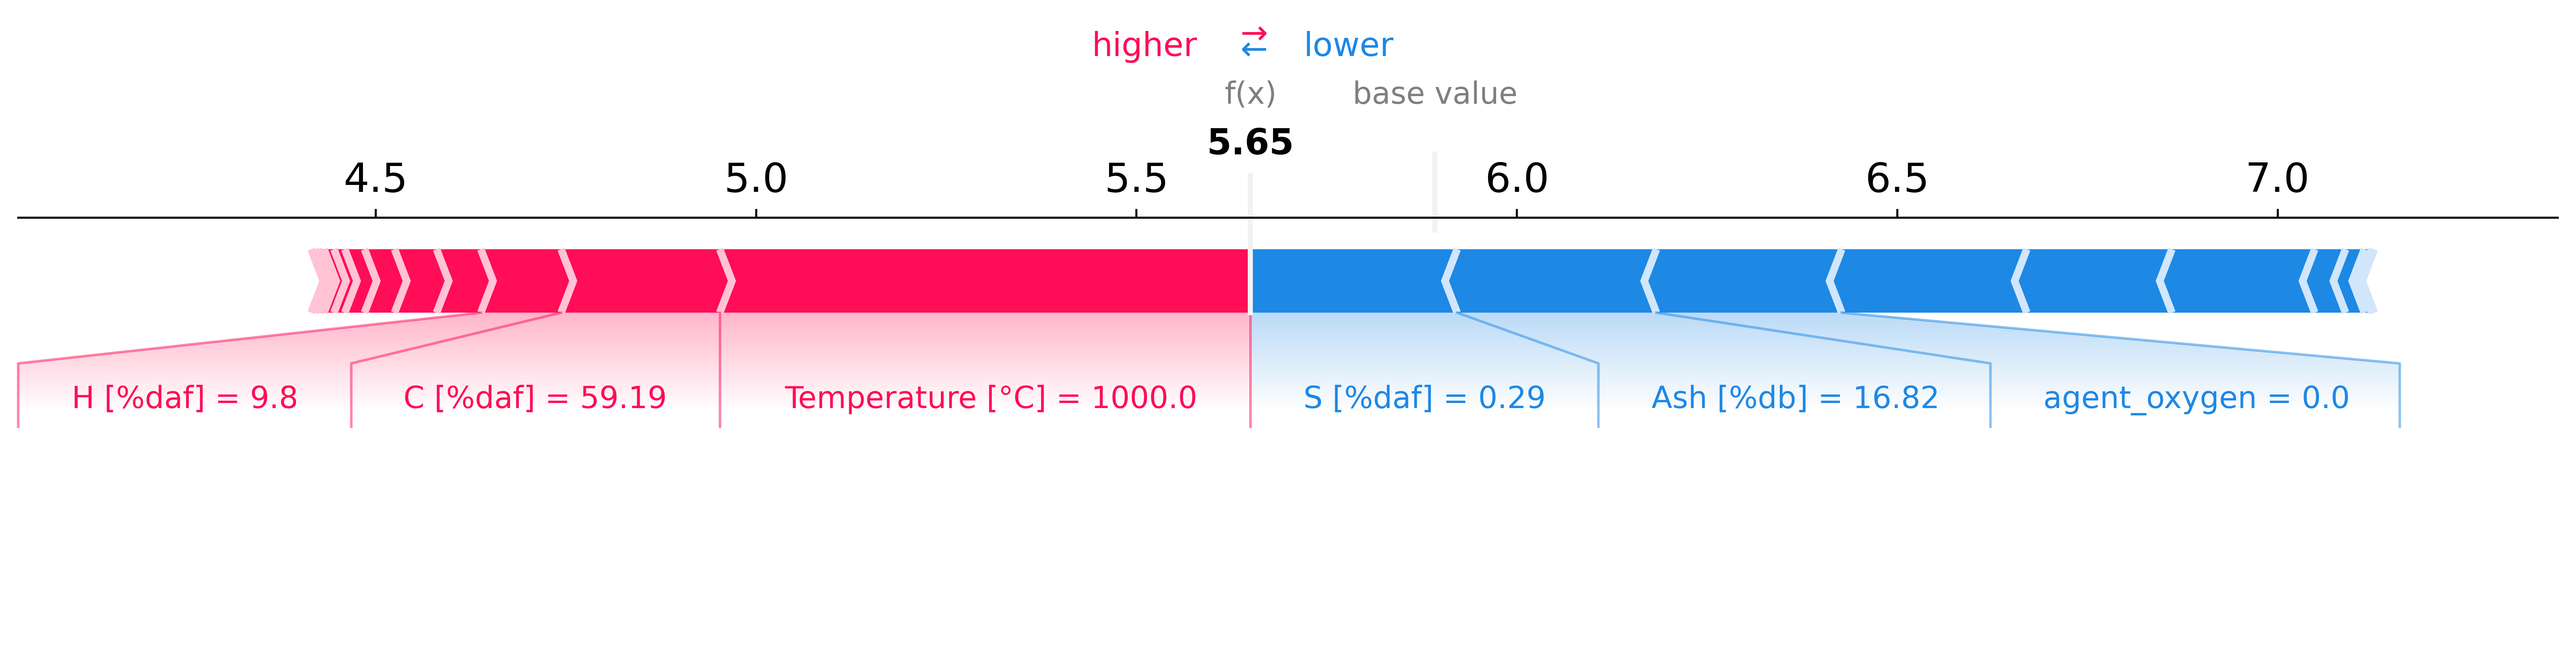 higher ⇄ lower
f(x) base value
5.65
4.5 5.0 5.5 6.0 6.5 7.0
H [%daf] = 9.8 C [%daf] = 59.19 Temperature [°C] = 1000.0 S [%daf] = 0.29 Ash [%db] = 16.82 agent_oxygen = 0.0